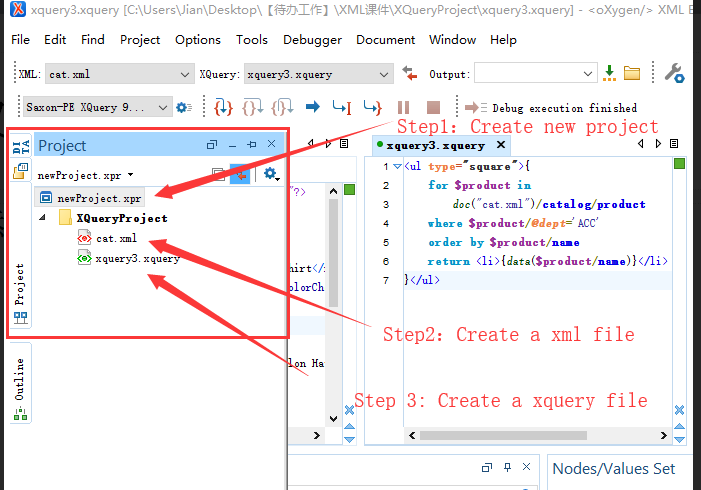 xquery3.xquery [C:\Users\Jian\Desktop\【待办工作】\XML课件\XQueryProject\xquery3.xquery] - <oXygen/> XML E
File Edit Find Project Options Tools Debugger Document Window Help
XML: cat.xml XQuery: xquery3.xquery Output:
Saxon-PE XQuery 9... Debug execution finished
Step1: Create new project
DITA
Project
newProject.xpr
newProject.xpr
XQueryProject
cat.xml
xquery3.xquery
Project
Outline
"?>
hirt</
olorCh
lon Ha
xquery3.xquery
1 <ul type="square">{
2 for $product in
3 doc("cat.xml")/catalog/product
4 where $product/@dept='ACC'
5 order by $product/name
6 return <li>{data($product/name)}</li>
7 }</ul>
Step2: Create a xml file
Step 3: Create a xquery file
Nodes/Values Set